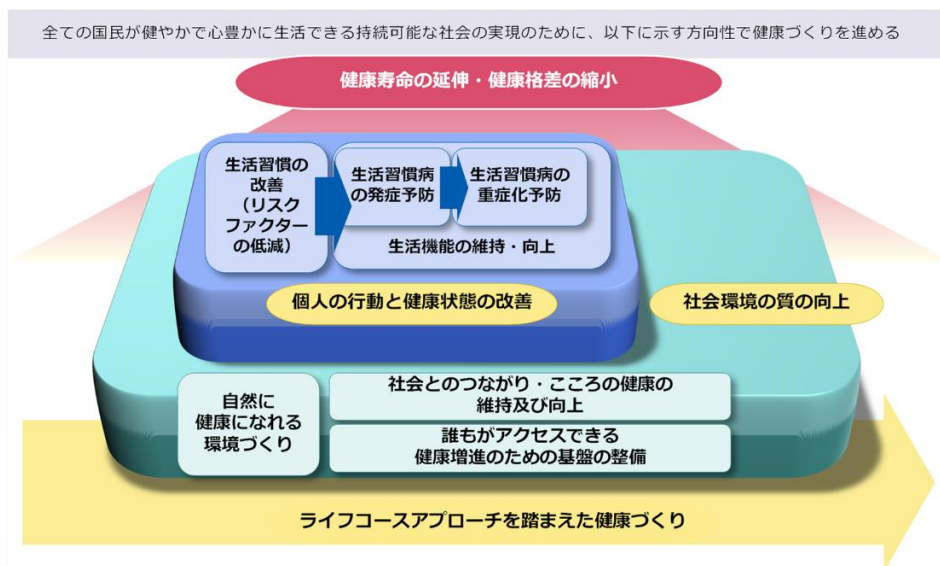 全ての国民が健やかで心豊かに生活できる持続可能な社会の実現のために、以下に示す方向性で健康づくりを進める
健康寿命の延伸・健康格差の縮小
生活習慣の
改善
（リスク
ファクター
の低減）
生活習慣病
の発症予防
生活習慣病の
重症化予防
生活機能の維持・向上
個人の行動と健康状態の改善
社会環境の質の向上
自然に
健康になれる
環境づくり
社会とのつながり・こころの健康の
維持及び向上
誰もがアクセスできる
健康増進のための基盤の整備
ライフコースアプローチを踏まえた健康づくり